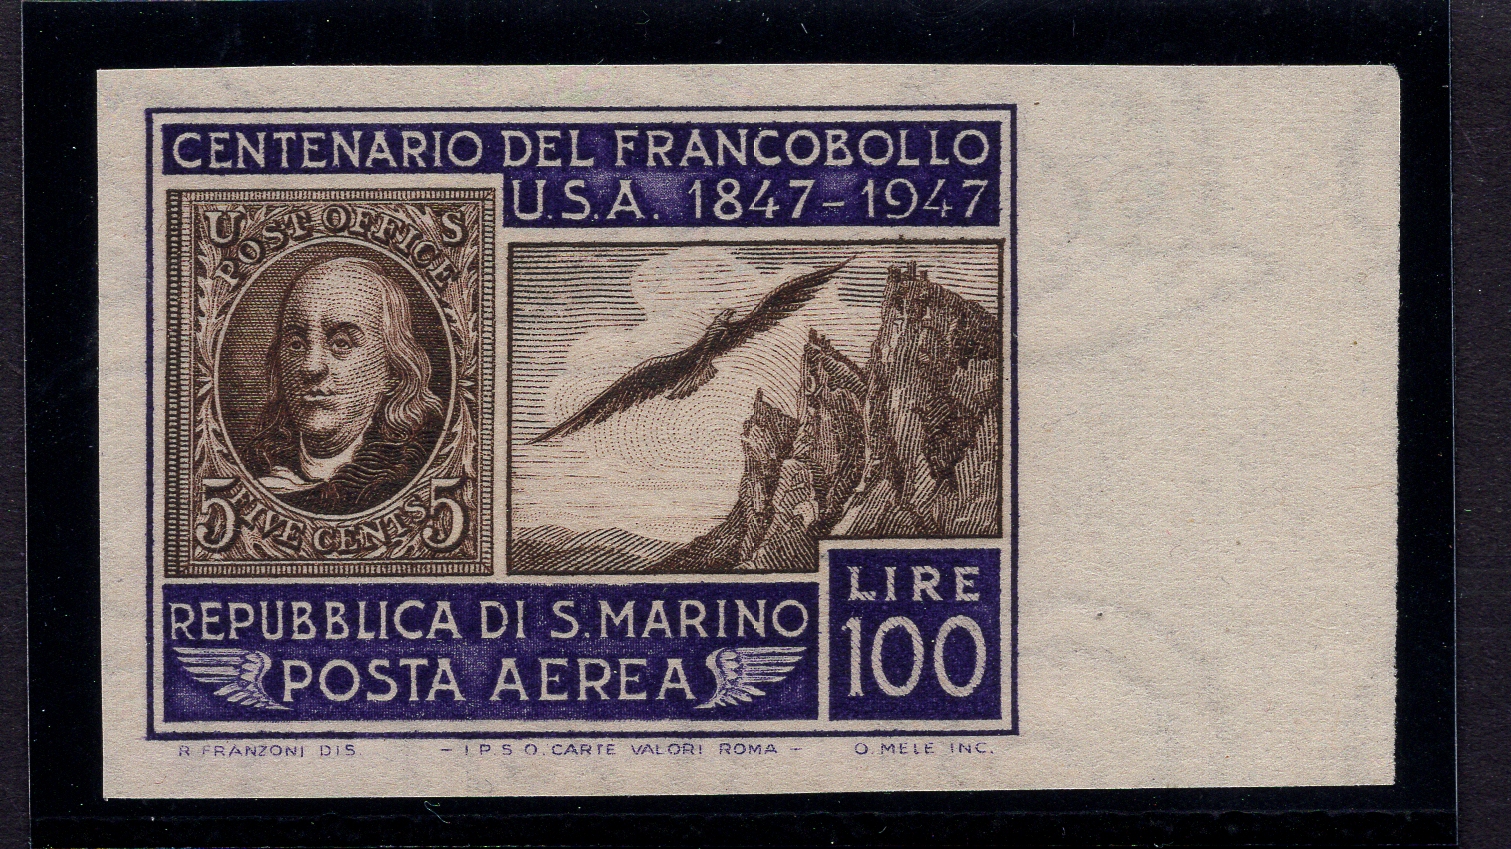 CENTENARIO DEL FRANCOBOLLO
U.S.A. 1847-1947
U S
POST OFFICE
5 5
FIVE CENTS
LIRE
100
REPUBBLICA DI S. MARINO
POSTA AEREA
R. FRANZONI DIS. - I.P.S O. CARTE VALORI ROMA - O. MELE INC.